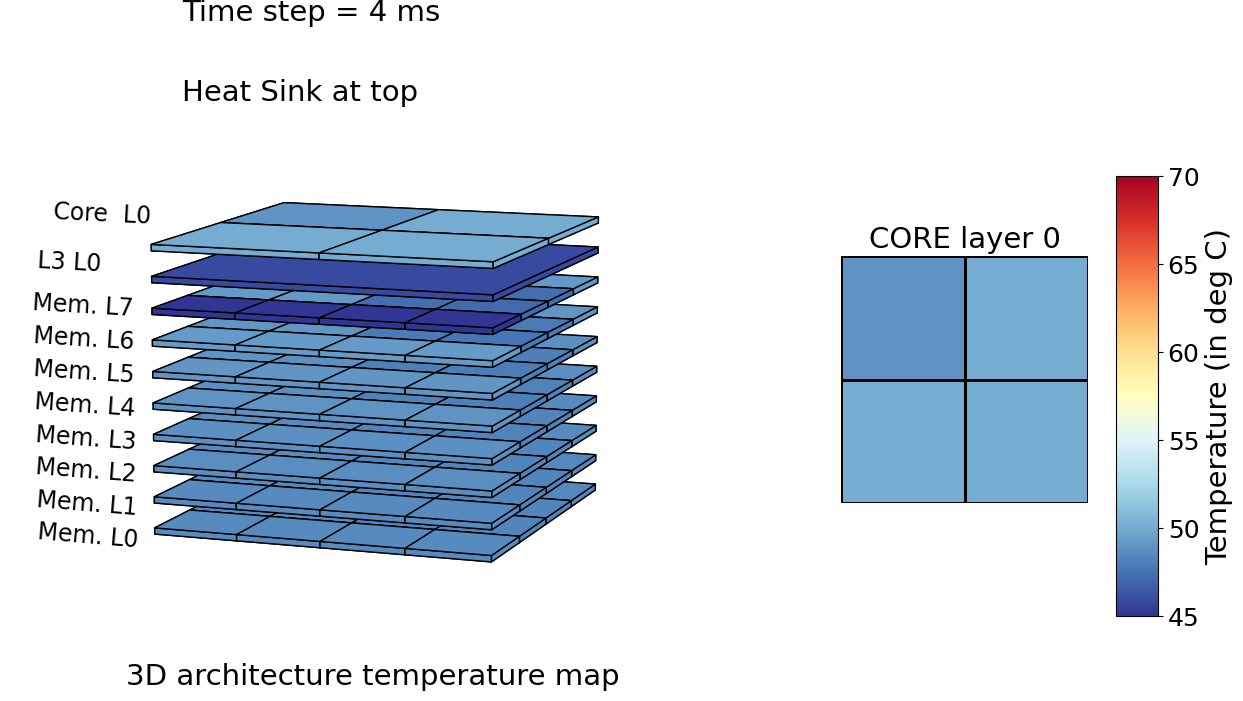 Time step = 4 ms
Heat Sink at top
Core L0
L3 L0
Mem. L7
Mem. L6
Mem. L5
Mem. L4
Mem. L3
Mem. L2
Mem. L1
Mem. L0
3D architecture temperature map
CORE layer 0
70
65
60
55
50
45
Temperature (in deg C)